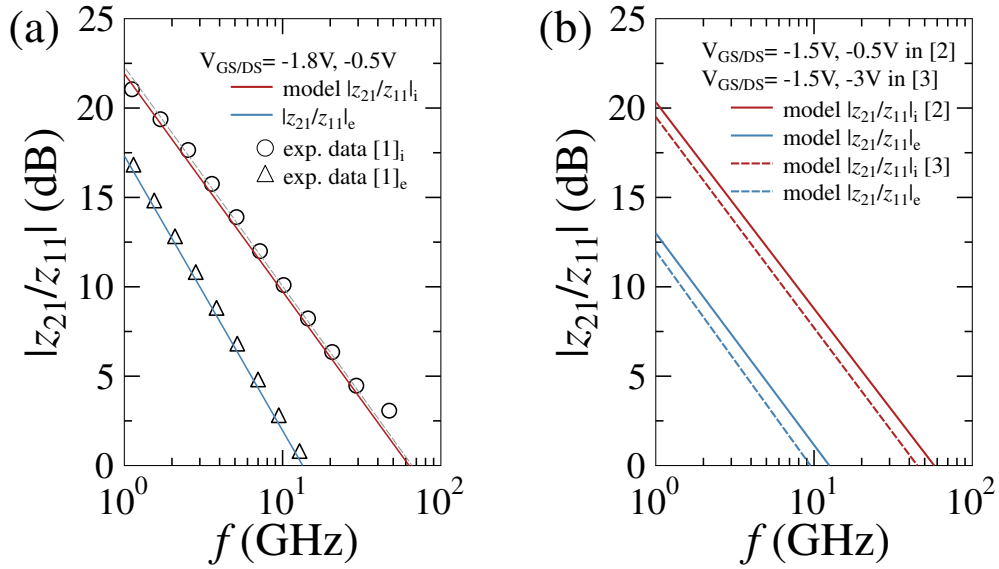 (a)
|z21/z11| (dB)
25
20
15
10
5
0
V_GS/DS= -1.8V, -0.5V
model |z21/z11|i
|z21/z11|e
exp. data [1]i
exp. data [1]e
10^0
10^1
10^2
f (GHz)
(b)
|z21/z11| (dB)
25
20
15
10
5
0
V_GS/DS= -1.5V, -0.5V in [2]
V_GS/DS= -1.5V, -3V in [3]
model |z21/z11|i [2]
model |z21/z11|e
model |z21/z11|i [3]
model |z21/z11|e
10^0
10^1
10^2
f (GHz)